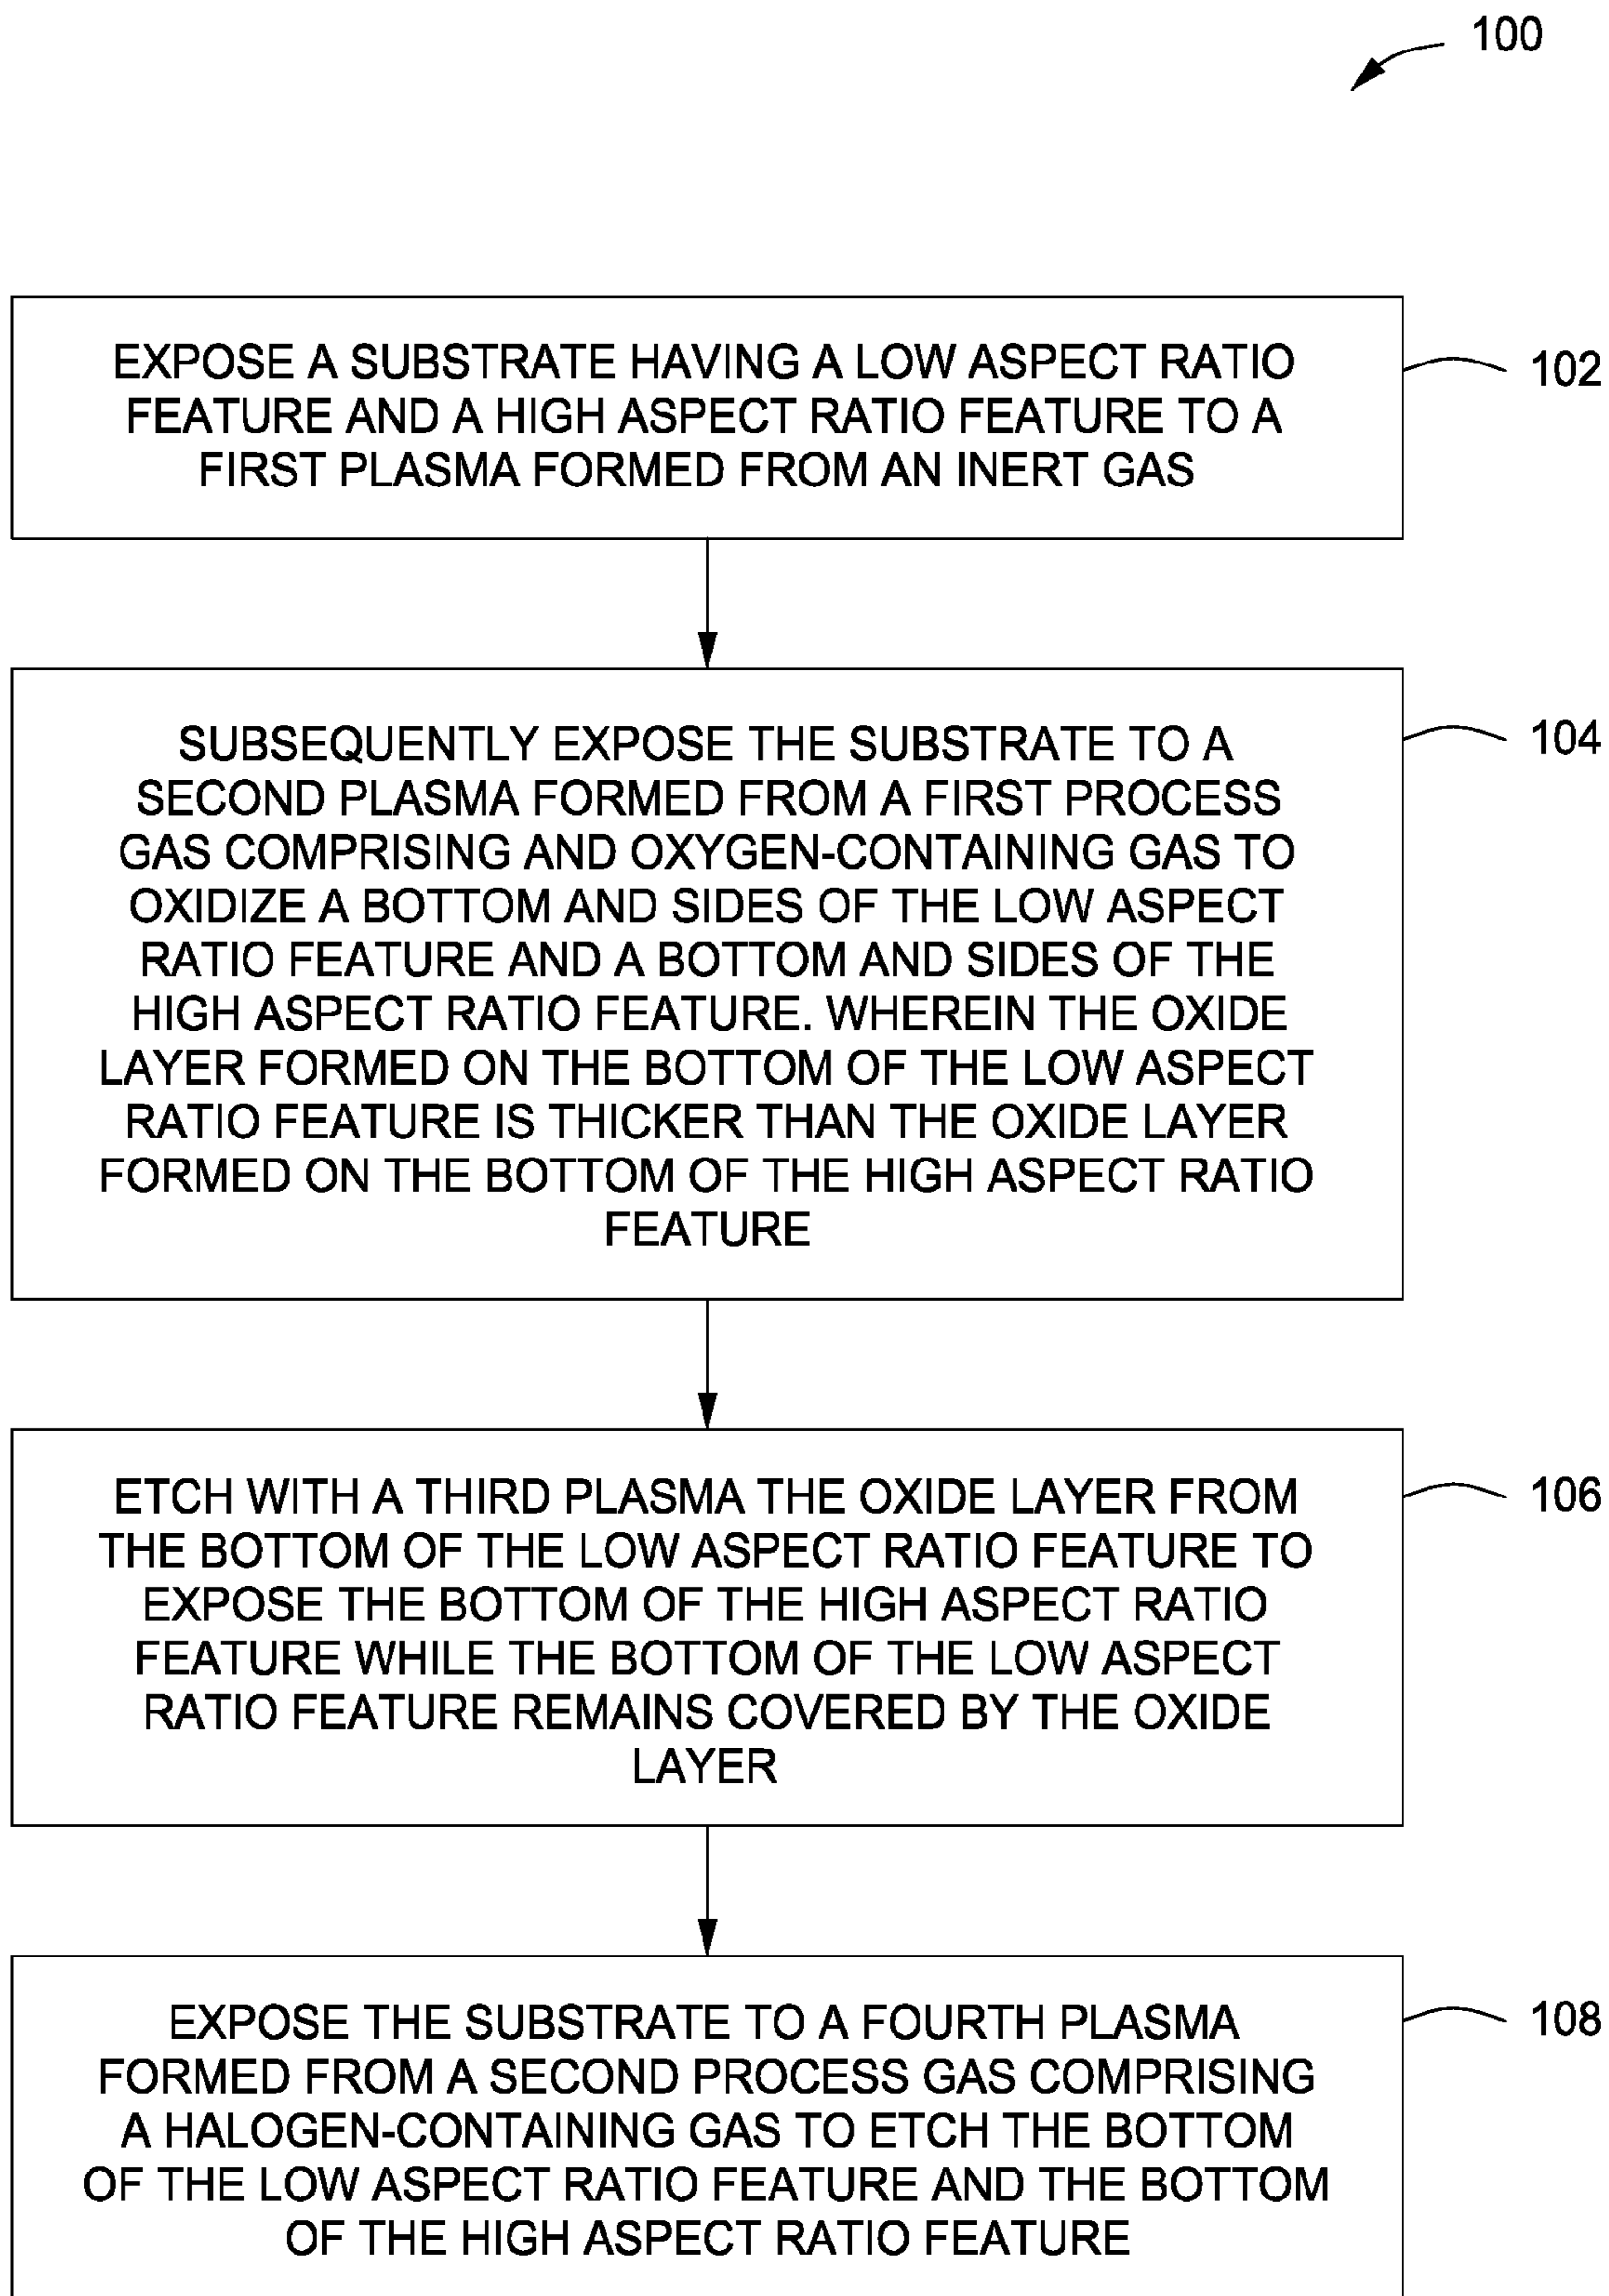 100
EXPOSE A SUBSTRATE HAVING A LOW ASPECT RATIO
FEATURE AND A HIGH ASPECT RATIO FEATURE TO A
FIRST PLASMA FORMED FROM AN INERT GAS
102
SUBSEQUENTLY EXPOSE THE SUBSTRATE TO A
SECOND PLASMA FORMED FROM A FIRST PROCESS
GAS COMPRISING AND OXYGEN-CONTAINING GAS TO
OXIDIZE A BOTTOM AND SIDES OF THE LOW ASPECT
RATIO FEATURE AND A BOTTOM AND SIDES OF THE
HIGH ASPECT RATIO FEATURE. WHEREIN THE OXIDE
LAYER FORMED ON THE BOTTOM OF THE LOW ASPECT
RATIO FEATURE IS THICKER THAN THE OXIDE LAYER
FORMED ON THE BOTTOM OF THE HIGH ASPECT RATIO
FEATURE
104
ETCH WITH A THIRD PLASMA THE OXIDE LAYER FROM
THE BOTTOM OF THE LOW ASPECT RATIO FEATURE TO
EXPOSE THE BOTTOM OF THE HIGH ASPECT RATIO
FEATURE WHILE THE BOTTOM OF THE LOW ASPECT
RATIO FEATURE REMAINS COVERED BY THE OXIDE
LAYER
106
EXPOSE THE SUBSTRATE TO A FOURTH PLASMA
FORMED FROM A SECOND PROCESS GAS COMPRISING
A HALOGEN-CONTAINING GAS TO ETCH THE BOTTOM
OF THE LOW ASPECT RATIO FEATURE AND THE BOTTOM
OF THE HIGH ASPECT RATIO FEATURE
108